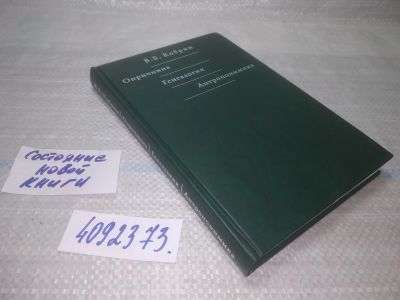 В. Б. Кобрин
Опричнина
Генеалогия
Антропонимика
Состояние
новой
книги
4092373.